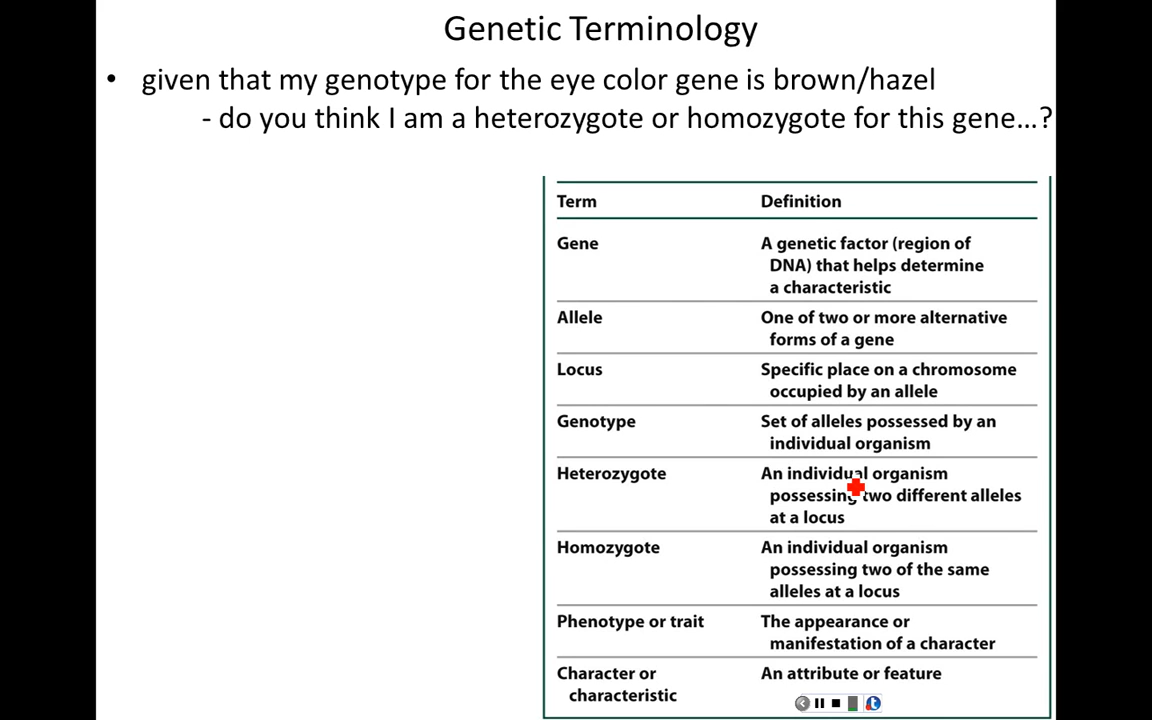 Genetic Terminology
• given that my genotype for the eye color gene is brown/hazel
- do you think I am a heterozygote or homozygote for this gene…?
Term Definition
Gene A genetic factor (region of
DNA) that helps determine
a characteristic
Allele One of two or more alternative
forms of a gene
Locus Specific place on a chromosome
occupied by an allele
Genotype Set of alleles possessed by an
individual organism
Heterozygote An individual organism
possessing two different alleles
at a locus
Homozygote An individual organism
possessing two of the same
alleles at a locus
Phenotype or trait The appearance or
manifestation of a character
Character or An attribute or feature
characteristic